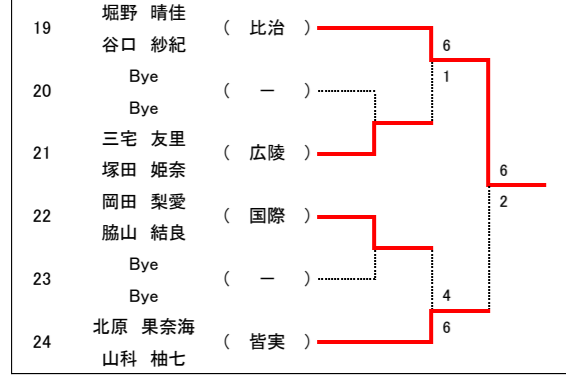 堀野 晴佳
19 ( 比治 )
谷口 紗紀
6
1
Bye
20 ( ー )
Bye
三宅 友里
21 ( 広陵 )
塚田 姫奈
6
2
岡田 梨愛
22 ( 国際 )
脇山 結良
Bye
23 ( ー )
Bye
4
6
北原 果奈海
24 ( 皆実 )
山科 柚七